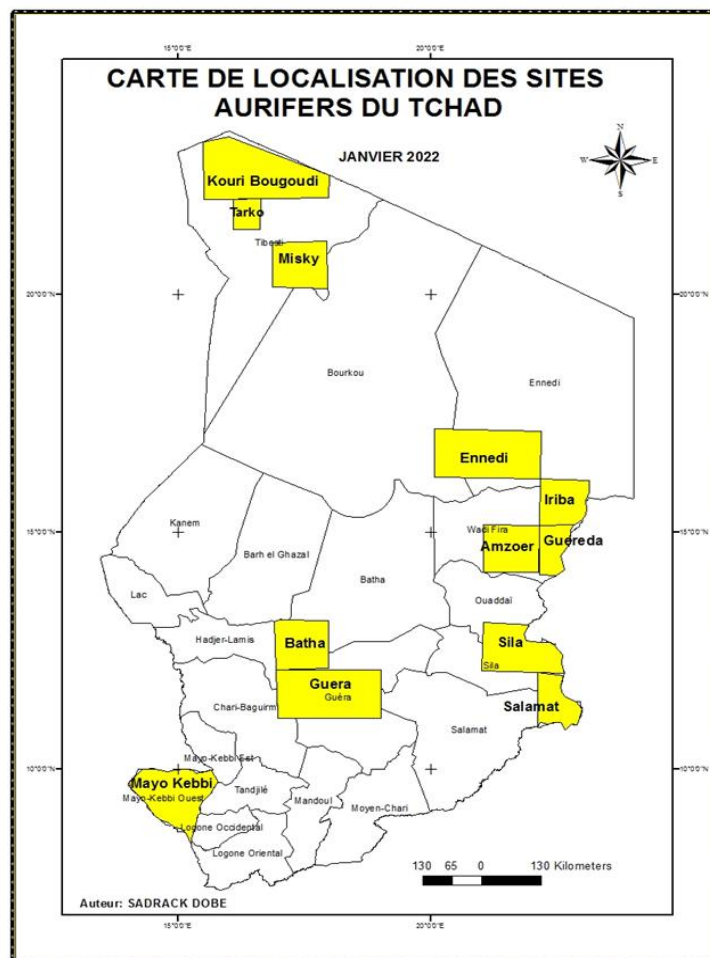 15°0'0"E
20°0'0"E
CARTE DE LOCALISATION DES SITES
AURIFERS DU TCHAD
JANVIER 2022
N
W
E
S
Kouri Bougoudi
Tarko
Tibesti
Misky
20°0'0"N
20°0'0"N
Bourkou
Ennedi
Ennedi
Iriba
Kanem
Wadi Fira
15°0'0"N
15°0'0"N
Barh el Ghazal
Amzoer
Guereda
Batha
Lac
Ouaddaï
Hadjer-Lamis
Batha
Sila
Sila
Guera
Guéra
Chari-Baguirm
Salamat
Salamat
Mayo-Kebbi Est
10°0'0"N
10°0'0"N
Mayo Kebbi
Mayo-Kebbi Ouest
Tandjilé
Mandoul
Moyen-Chari
Logone Occidental
Logone Oriental
130 65 0 130 Kilometers
Auteur: SADRACK DOBE
15°0'0"E
20°0'0"E